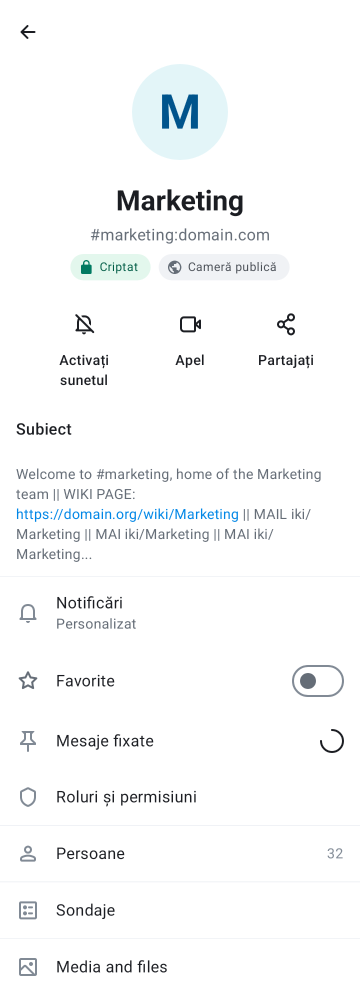 M
Marketing
#marketing:domain.com
Criptat
Cameră publică
Activați
sunetul
Apel
Partajați
Subiect
Welcome to #marketing, home of the Marketing
team || WIKI PAGE:
https://domain.org/wiki/Marketing || MAIL iki/
Marketing || MAI iki/Marketing || MAI iki/
Marketing...
Notificări
Personalizat
Favorite
Mesaje fixate
Roluri și permisiuni
Persoane
32
Sondaje
Media and files